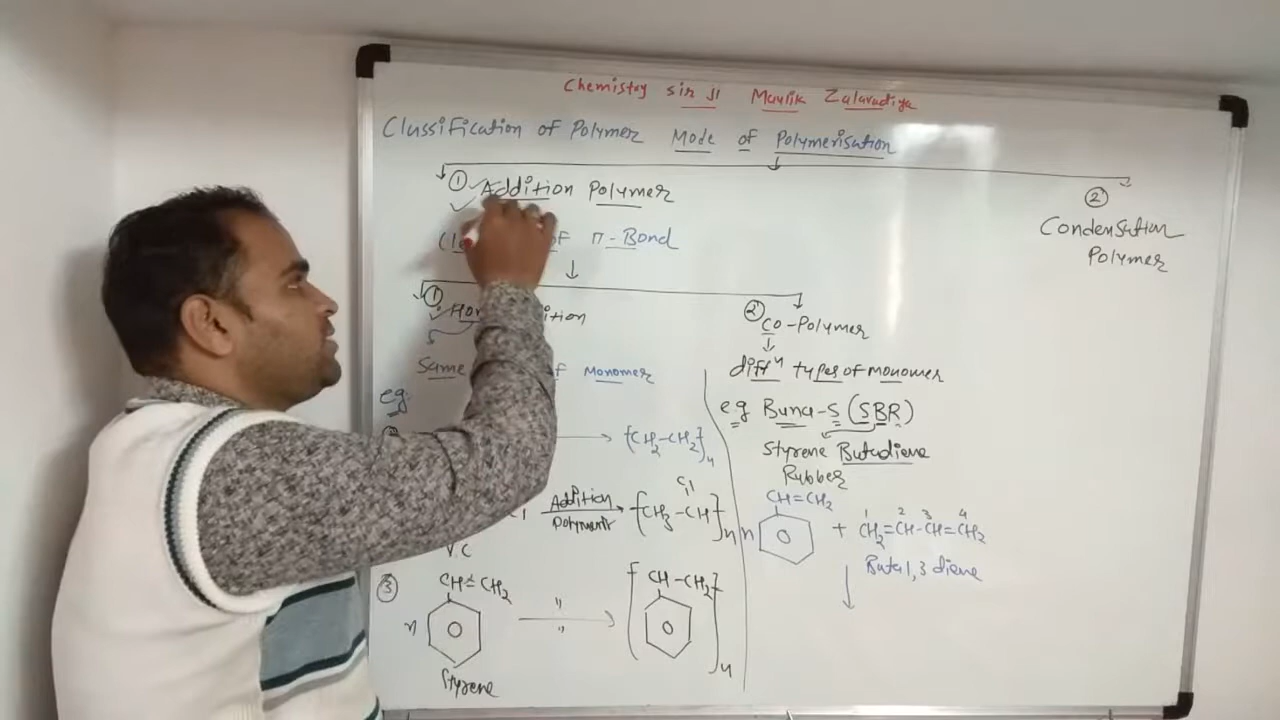 Chemistry sir JI Maulik Zalavadiya
Classification of Polymer Mode of Polymerisation
① Addition Polymer
of π-Bond
① Addition
Same of monomer
eg
{CH₂-CH₂}ₙ
Addition
Cl
{CH₂-CH}ₙ
V.C
③ CH=CH₂
n
Styrene
CH-CH₂
n
② Co-Polymer
diffⁿ types of monomer
e.g Buna-S (SBR)
Styrene Butadiene
Rubber
CH=CH₂
n + CH₂=CH-CH=CH₂
1 2 3 4
Buta 1,3 diene
②
Condensation
Polymer